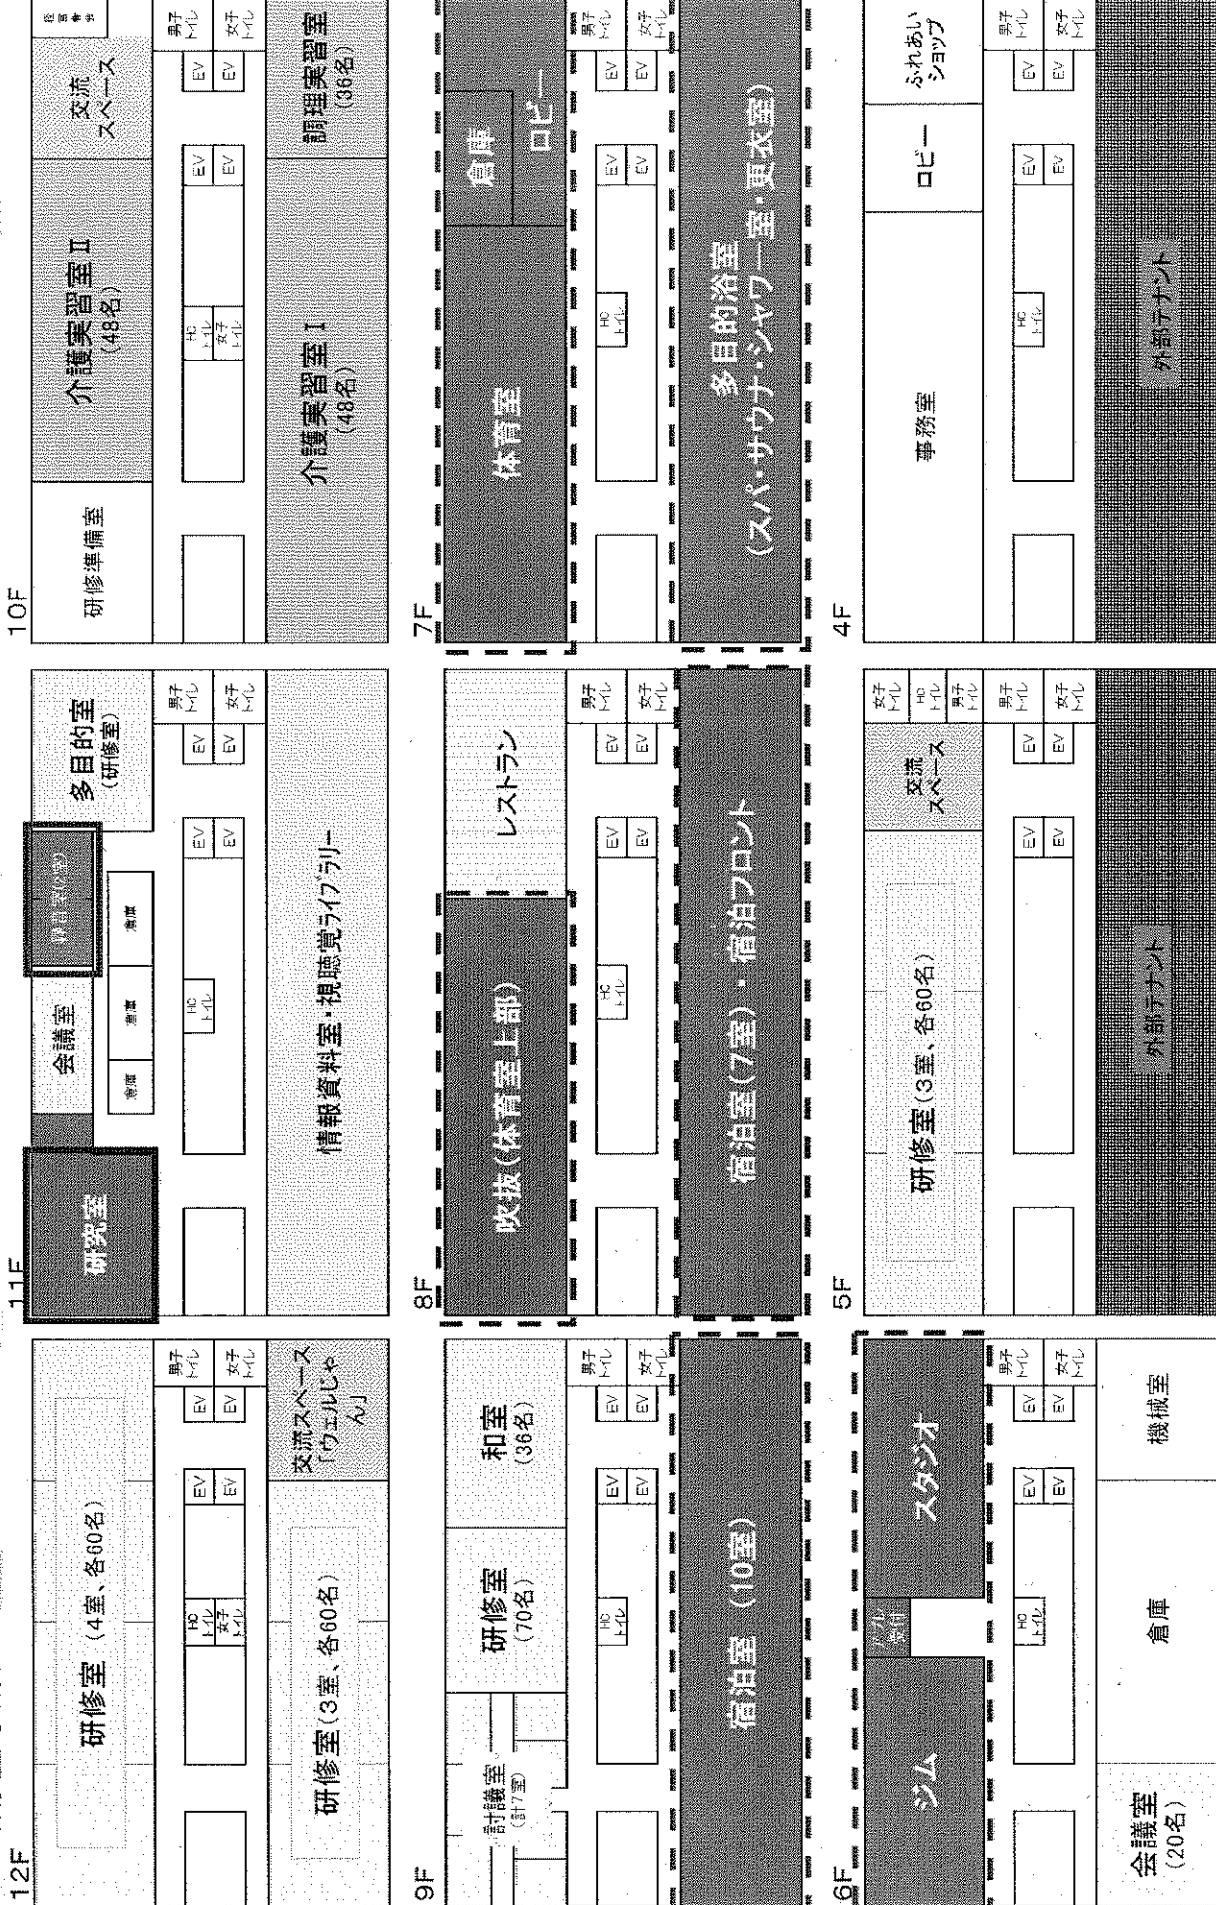 12F
研修室 (4室、各60名)
HC
トイレ
女子
トイレ
EV
EV
EV
EV
男子
トイレ
女子
トイレ
研修室(3室、各60名)
交流スペース
「ウェルじゃ
ん」
11F
研究室
会議室
多目的室
(研修室)
倉庫
倉庫
倉庫
HC
トイレ
EV
EV
EV
EV
男子
トイレ
女子
トイレ
情報資料室・視聴覚ライブラリー
10F
研修準備室
介護実習室Ⅱ
(48名)
交流
スペース
HC
トイレ
女子
トイレ
EV
EV
EV
EV
男子
トイレ
女子
トイレ
介護実習室Ⅰ
(48名)
調理実習室
(36名)
9F
討議室
(計7室)
研修室
(70名)
和室
(36名)
HC
トイレ
EV
EV
EV
EV
男子
トイレ
女子
トイレ
宿泊室 (10室)
8F
吹抜(体育室上部)
レストラン
HC
トイレ
EV
EV
EV
EV
男子
トイレ
女子
トイレ
宿泊室(7室)・宿泊フロント
7F
体育室
倉庫
ロビー
HC
トイレ
EV
EV
EV
EV
男子
トイレ
女子
トイレ
多目的浴室
(スパ・サウナ・シャワー室・更衣室)
6F
ジム
スタジオ
HC
トイレ
EV
EV
EV
EV
男子
トイレ
女子
トイレ
会議室
(20名)
倉庫
機械室
5F
研修室(3室、各60名)
交流
スペース
女子
トイレ
HC
トイレ
男子
トイレ
EV
EV
EV
EV
男子
トイレ
女子
トイレ
外部テナント
4F
事務室
ロビー
ふれあい
ショップ
HC
トイレ
EV
EV
EV
EV
男子
トイレ
女子
トイレ
外部テナント